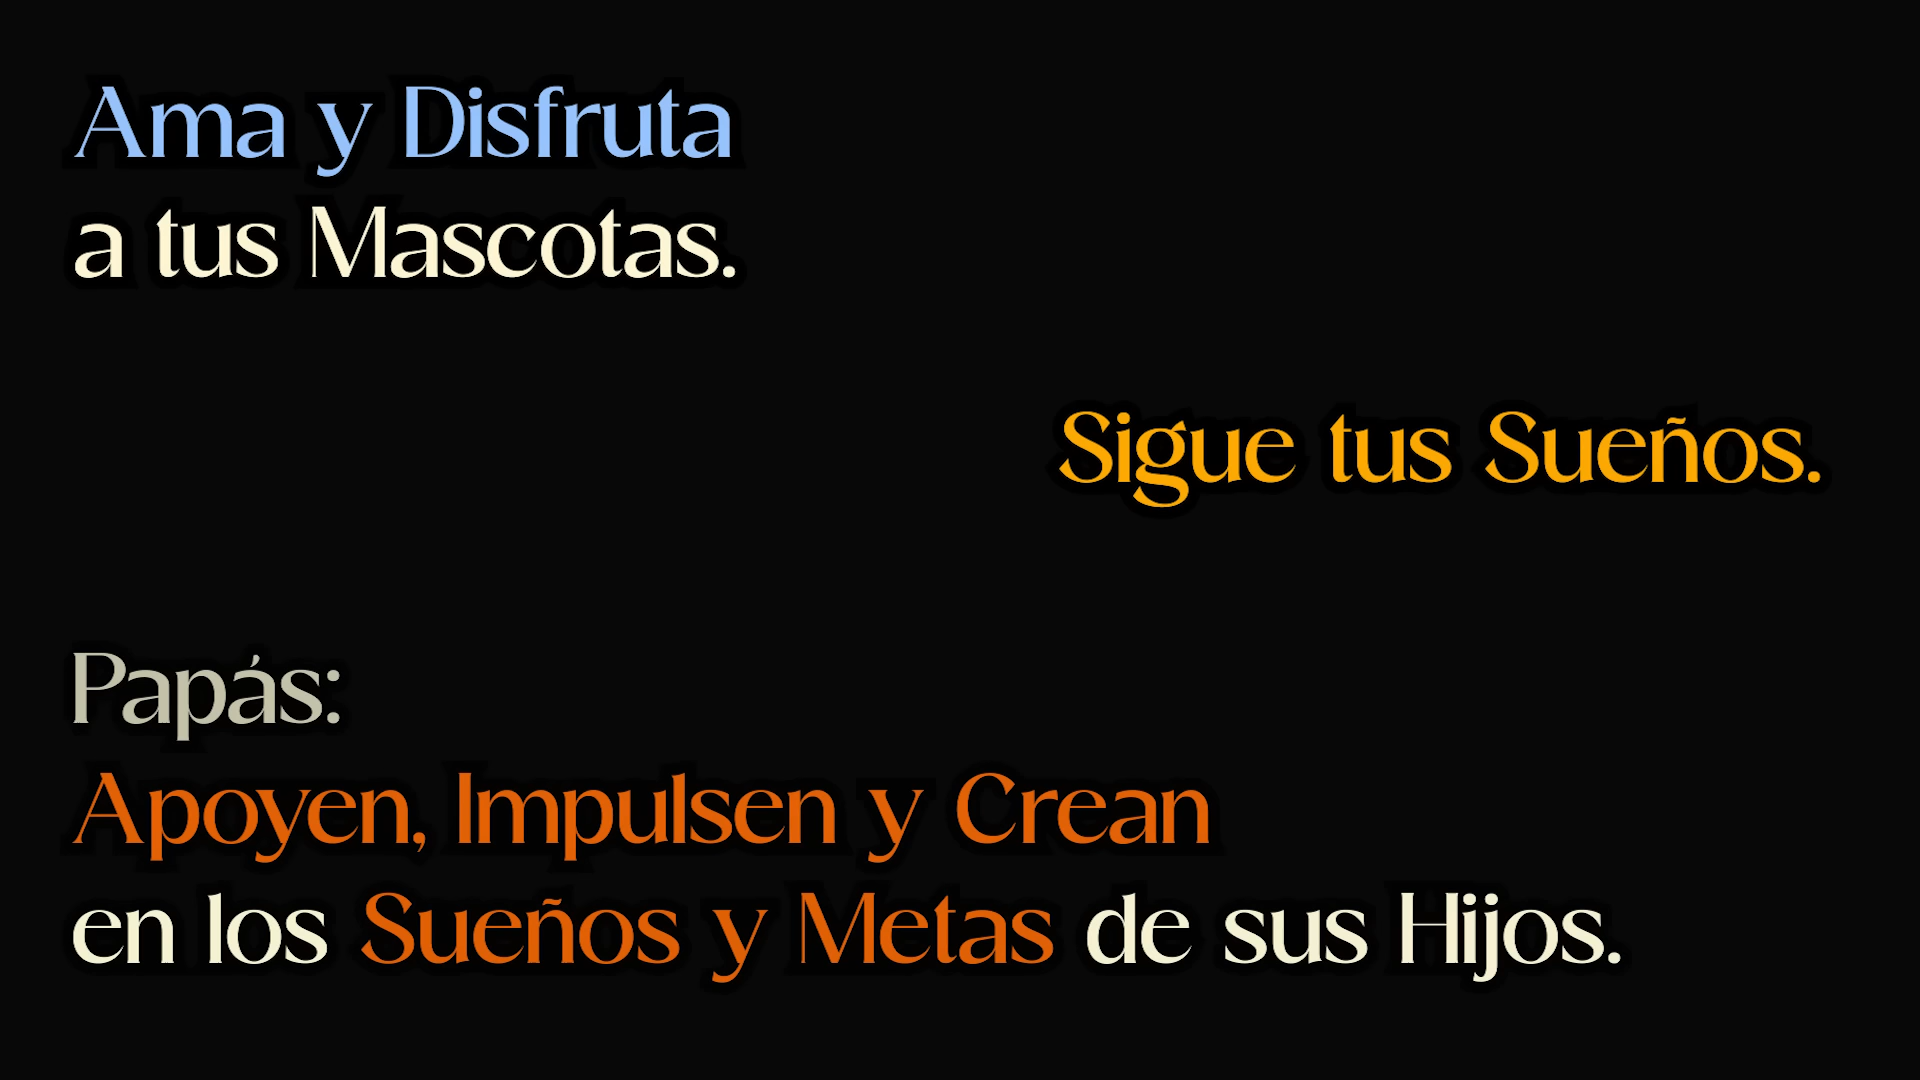 Ama y Disfruta
a tus Mascotas.
Sigue tus Sueños.
Papás:
Apoyen, Impulsen y Crean
en los Sueños y Metas de sus Hijos.